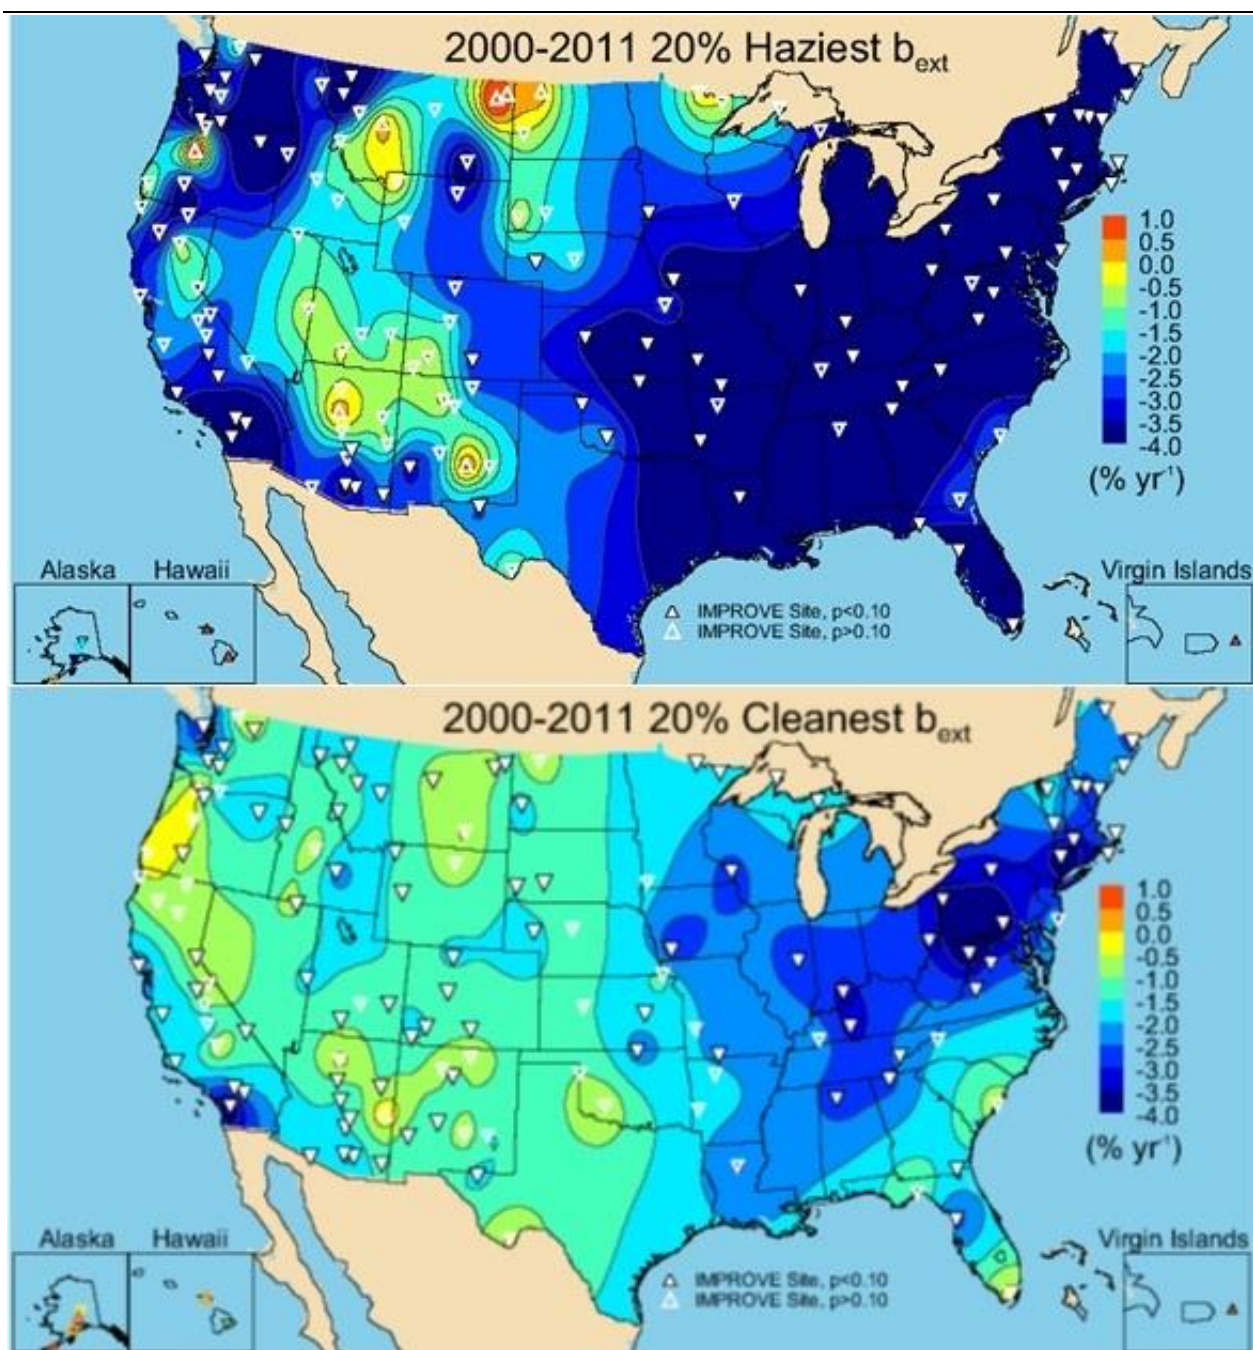 2000-2011 20% Haziest bext
1.0
0.5
0.0
-0.5
-1.0
-1.5
-2.0
-2.5
-3.0
-3.5
-4.0
(% yr-1)
Alaska
Hawaii
Virgin Islands
IMPROVE Site, p<0.10
IMPROVE Site, p>0.10
2000-2011 20% Cleanest bext
1.0
0.5
0.0
-0.5
-1.0
-1.5
-2.0
-2.5
-3.0
-3.5
-4.0
(% yr-1)
Alaska
Hawaii
Virgin Islands
IMPROVE Site, p<0.10
IMPROVE Site, p>0.10